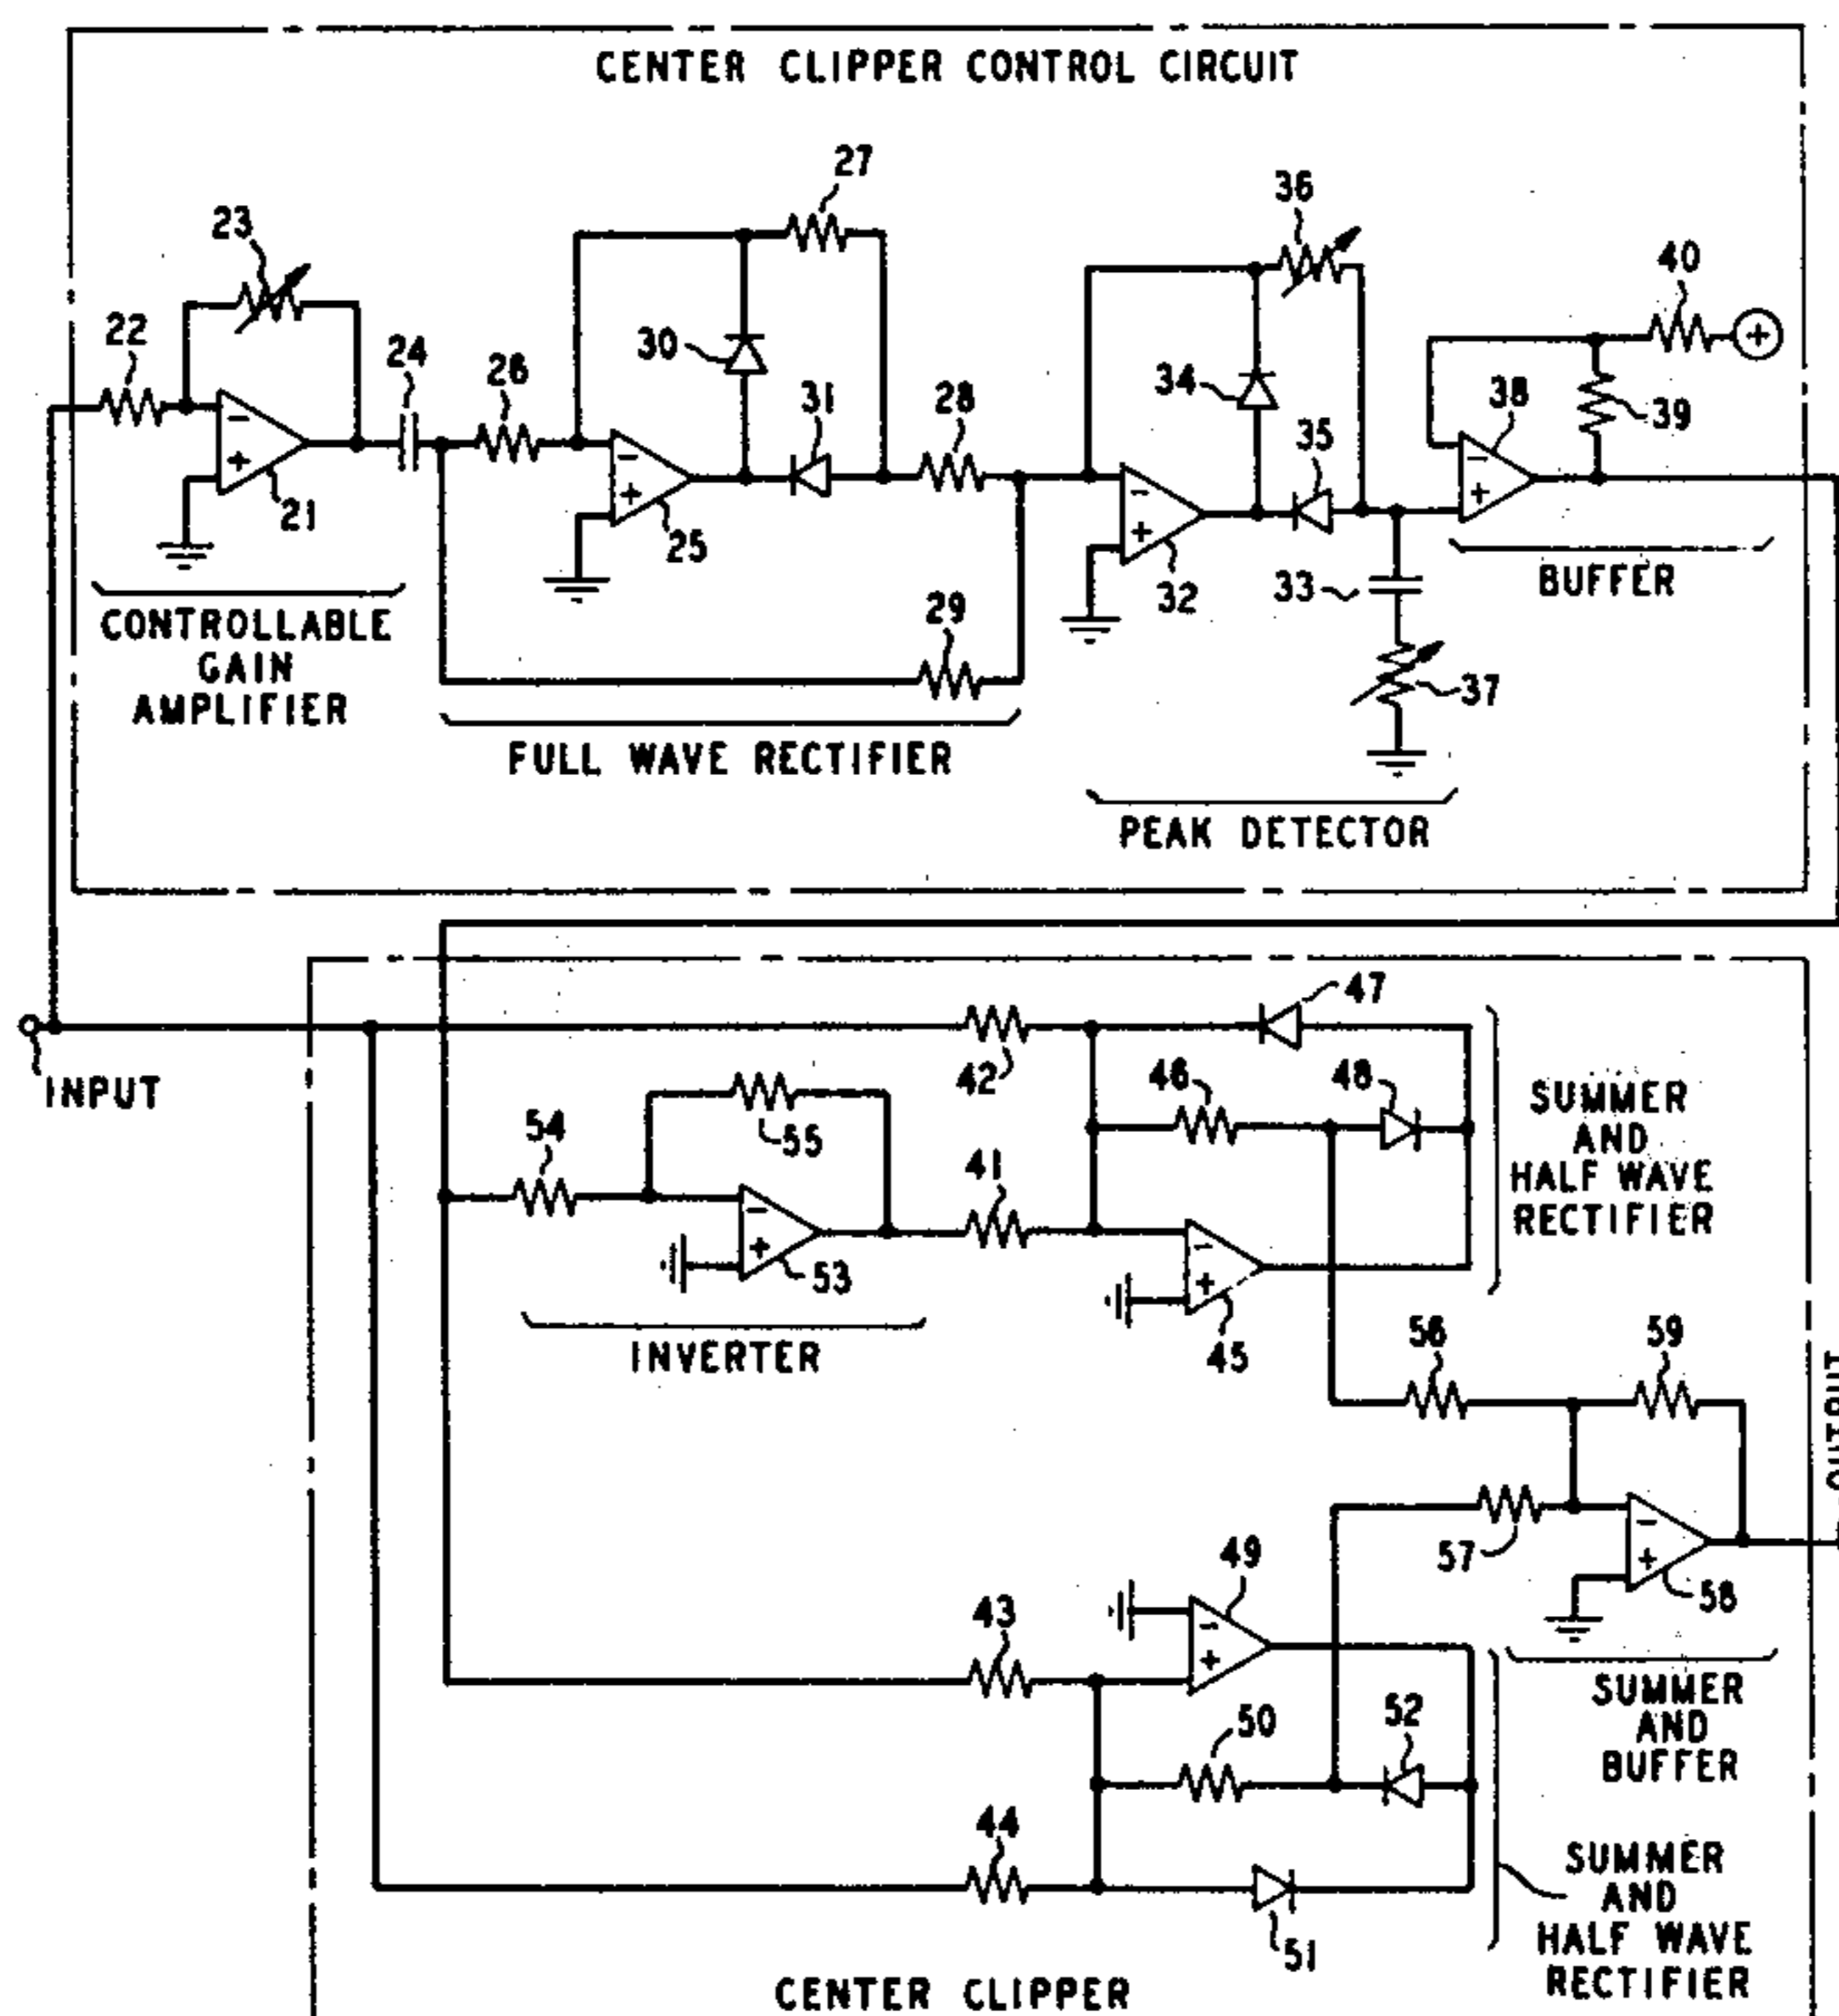 CENTER CLIPPER CONTROL CIRCUIT
27
36
23
40
22
24
26
30
31
28
34
35
38
39
21
25
32
33
BUFFER
CONTROLLABLE
GAIN
AMPLIFIER
29
37
FULL WAVE RECTIFIER
PEAK DETECTOR
47
42
46
48
INPUT
SUMMER
AND
HALF WAVE
RECTIFIER
54
55
41
53
45
INVERTER
56
59
OUTPUT
57
58
49
43
50
52
SUMMER
AND
BUFFER
44
51
SUMMER
AND
HALF WAVE
RECTIFIER
CENTER CLIPPER